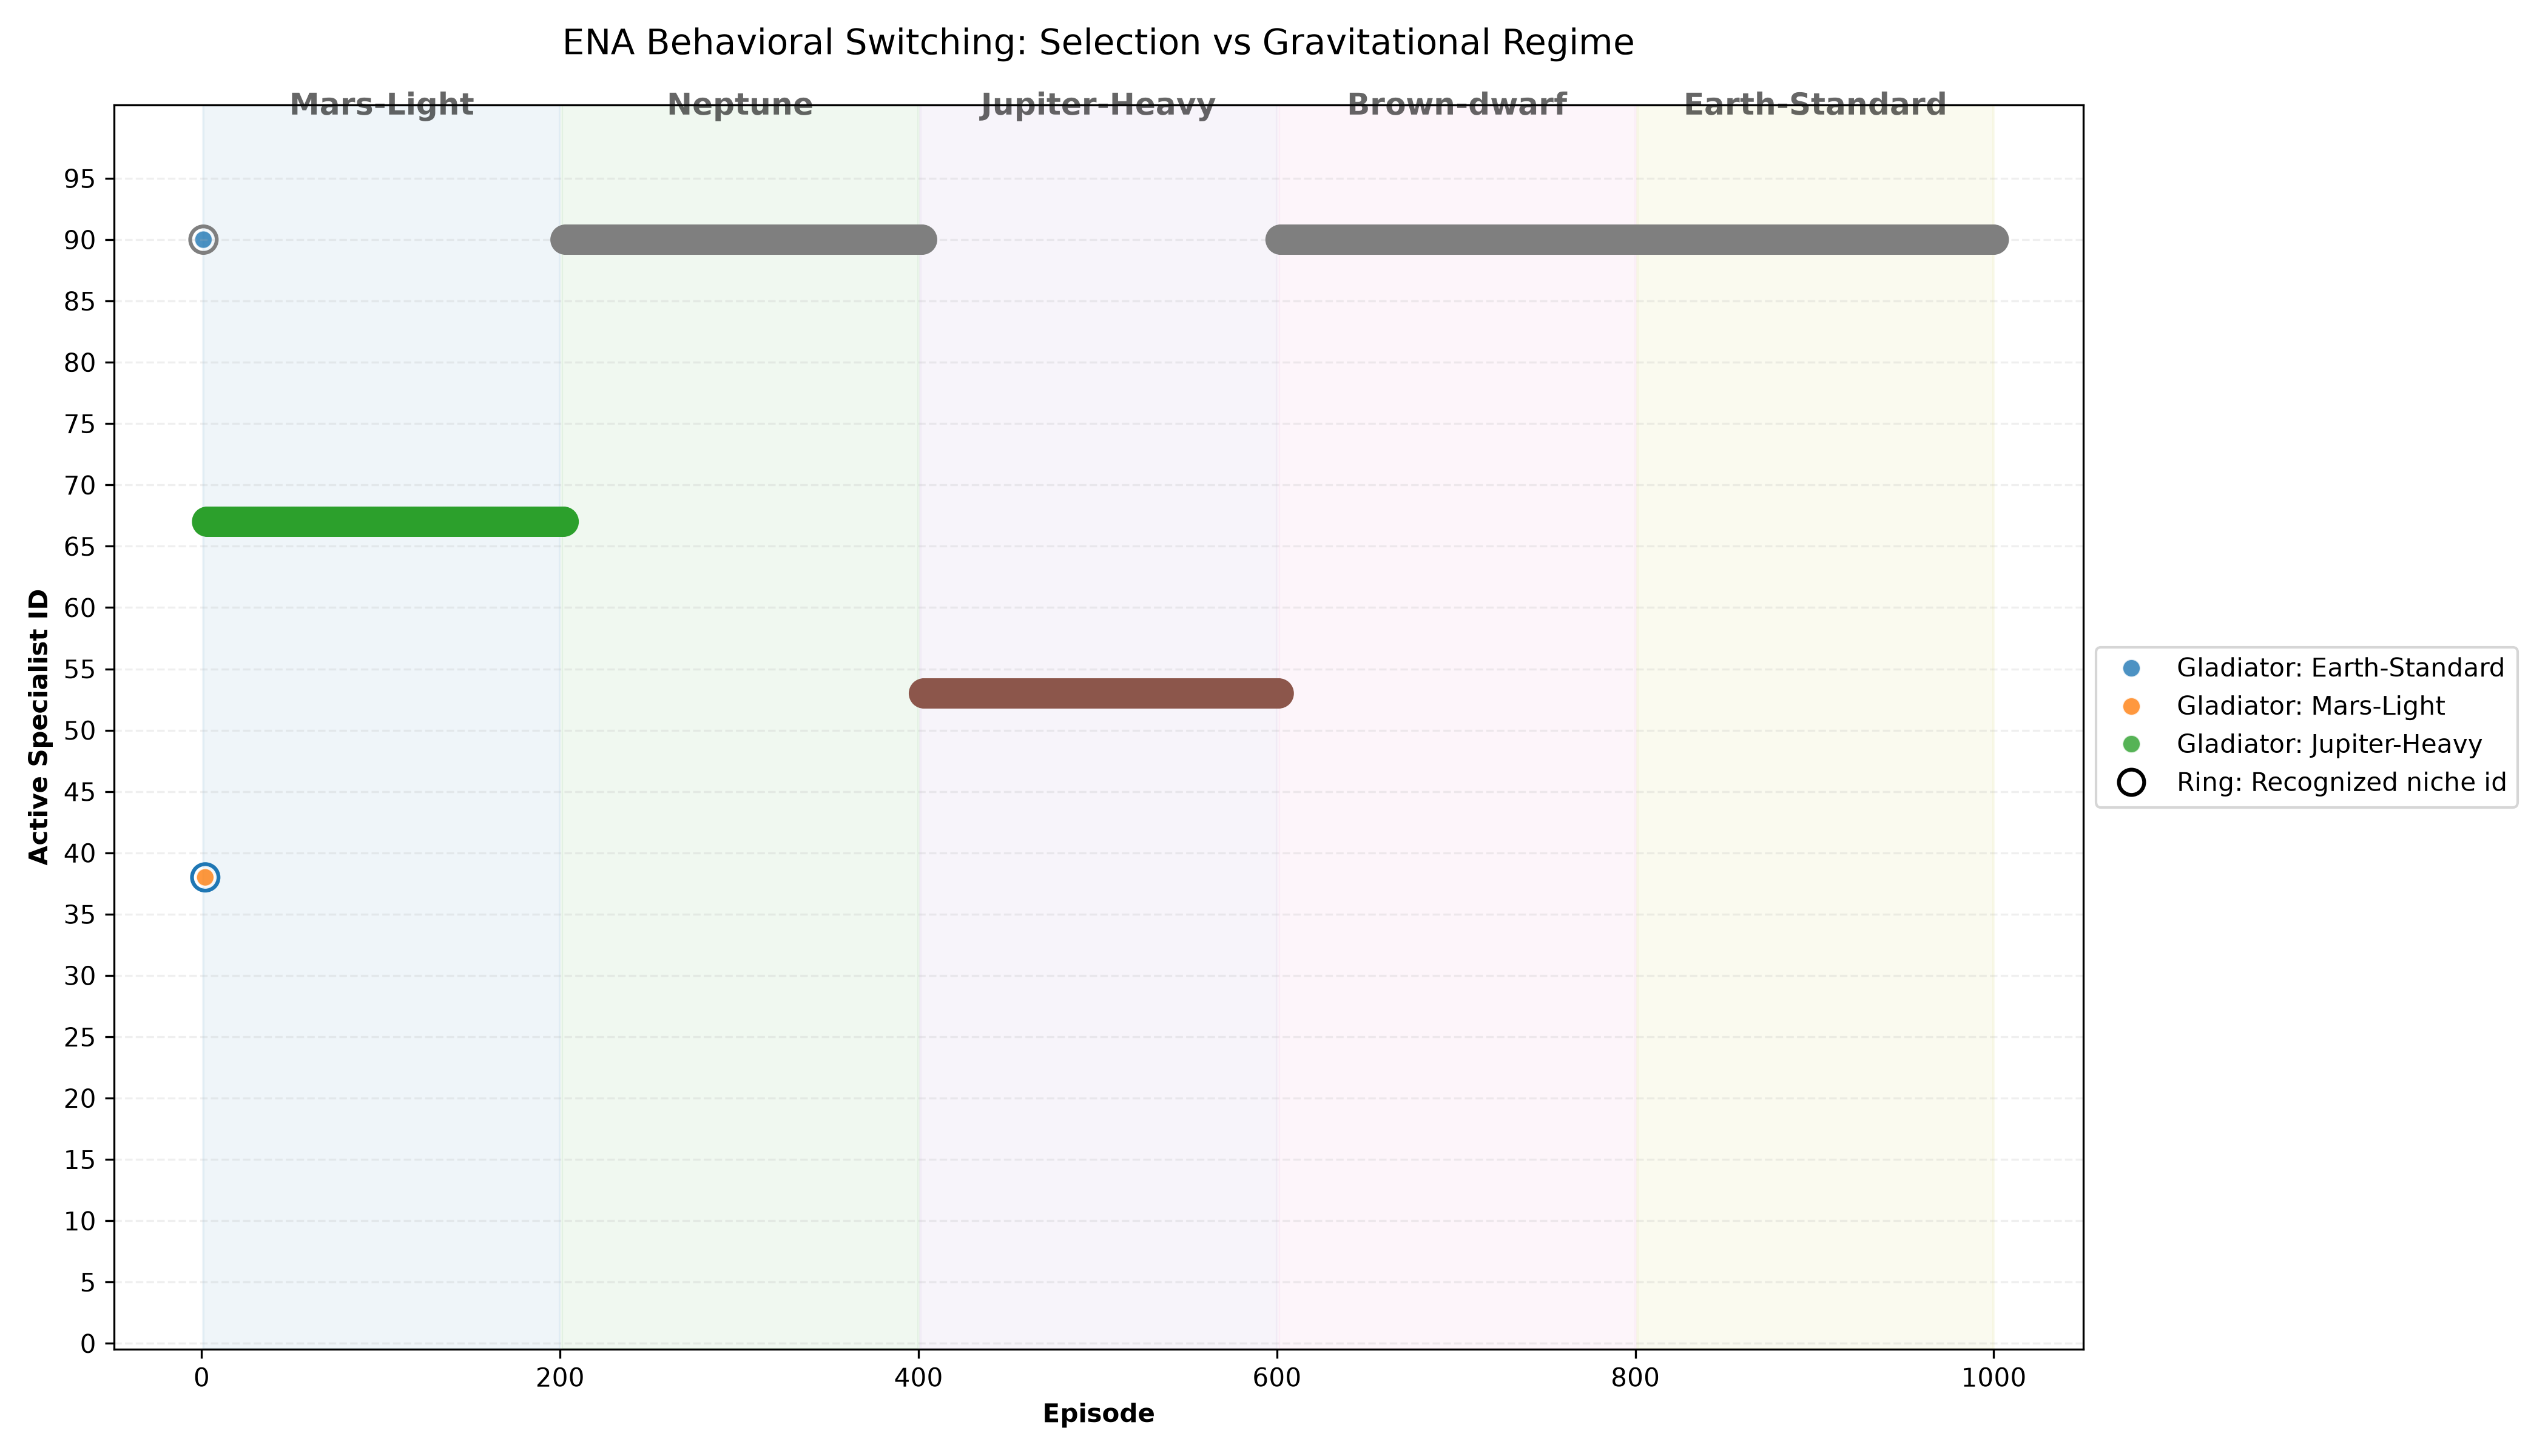 ENA Behavioral Switching: Selection vs Gravitational Regime
Mars-Light Neptune Jupiter-Heavy Brown-dwarf Earth-Standard
95
90
85
80
75
70
65
60
55
50
45
40
35
30
25
20
15
10
5
0
Active Specialist ID
0 200 400 600 800 1000
Episode
Gladiator: Earth-Standard
Gladiator: Mars-Light
Gladiator: Jupiter-Heavy
Ring: Recognized niche id